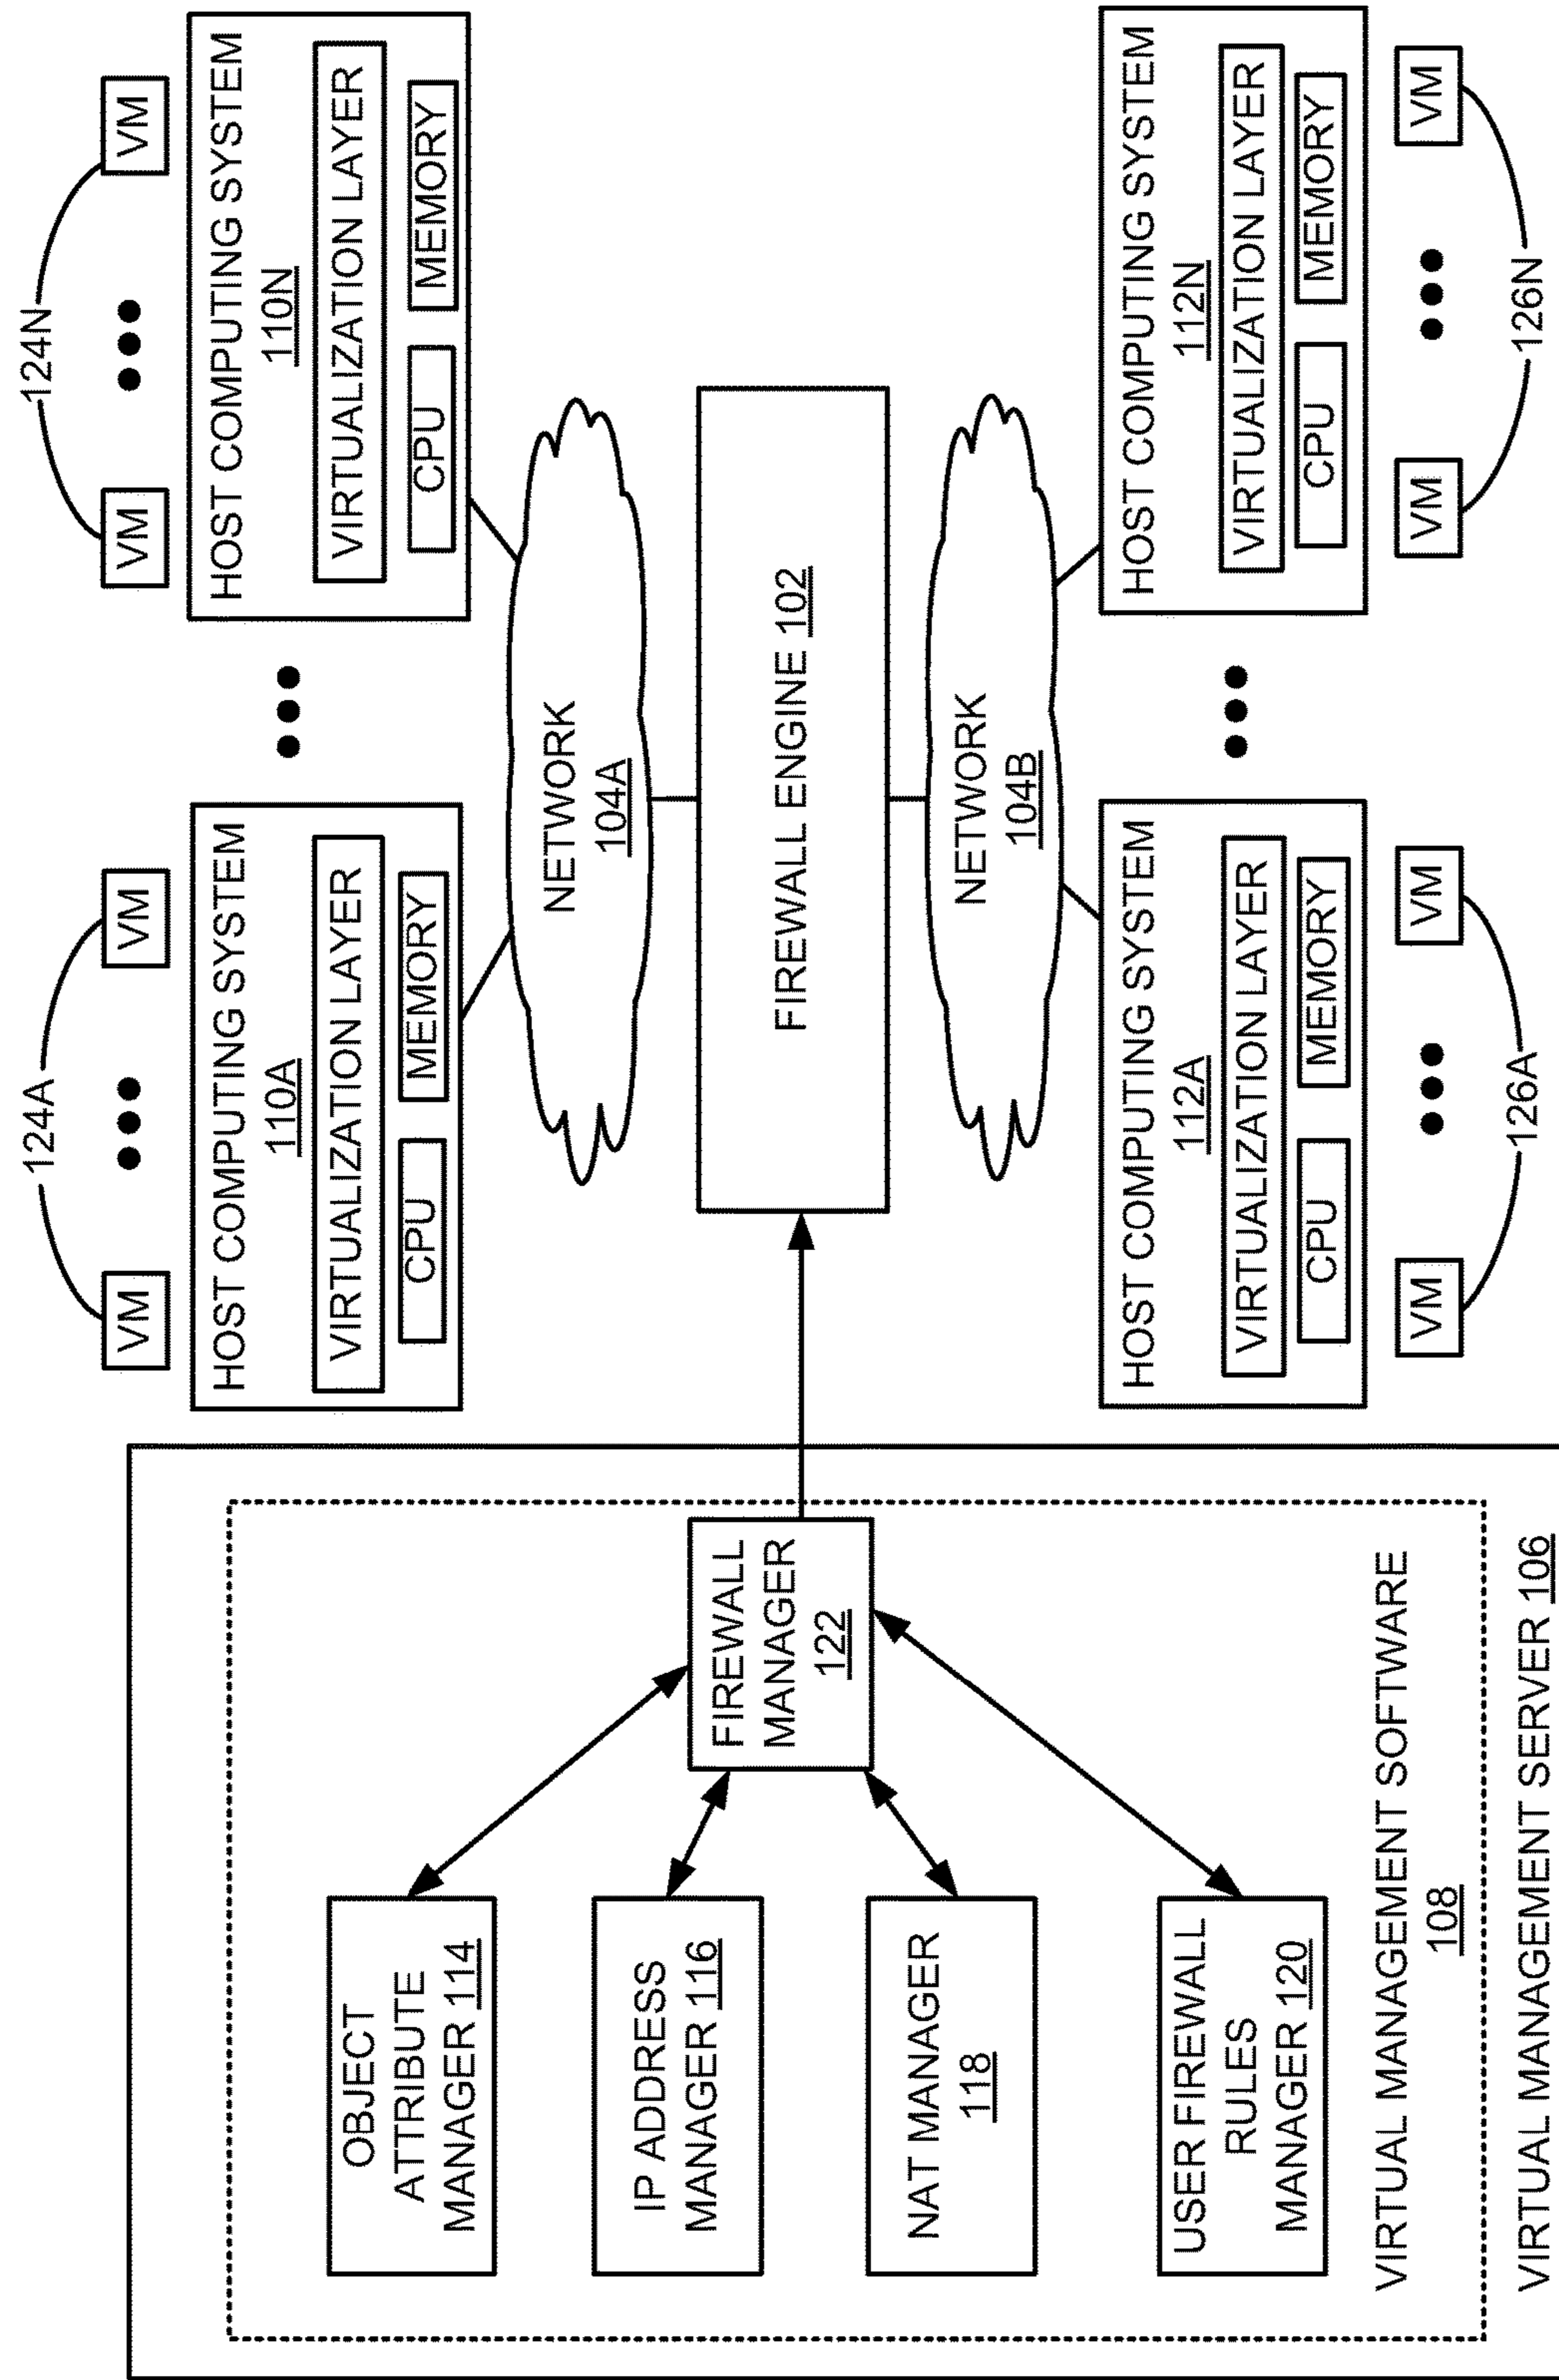 124A
124N
VM
VM
VM
VM
HOST COMPUTING SYSTEM
110A
VIRTUALIZATION LAYER
CPU
MEMORY
HOST COMPUTING SYSTEM
110N
VIRTUALIZATION LAYER
CPU
MEMORY
OBJECT
ATTRIBUTE
MANAGER 114
IP ADDRESS
MANAGER 116
NAT MANAGER
118
USER FIREWALL
RULES
MANAGER 120
FIREWALL
MANAGER
122
VIRTUAL MANAGEMENT SOFTWARE
108
VIRTUAL MANAGEMENT SERVER 106
NETWORK
104A
FIREWALL ENGINE 102
NETWORK
104B
HOST COMPUTING SYSTEM
112A
VIRTUALIZATION LAYER
CPU
MEMORY
HOST COMPUTING SYSTEM
112N
VIRTUALIZATION LAYER
CPU
MEMORY
VM
VM
VM
VM
126A
126N